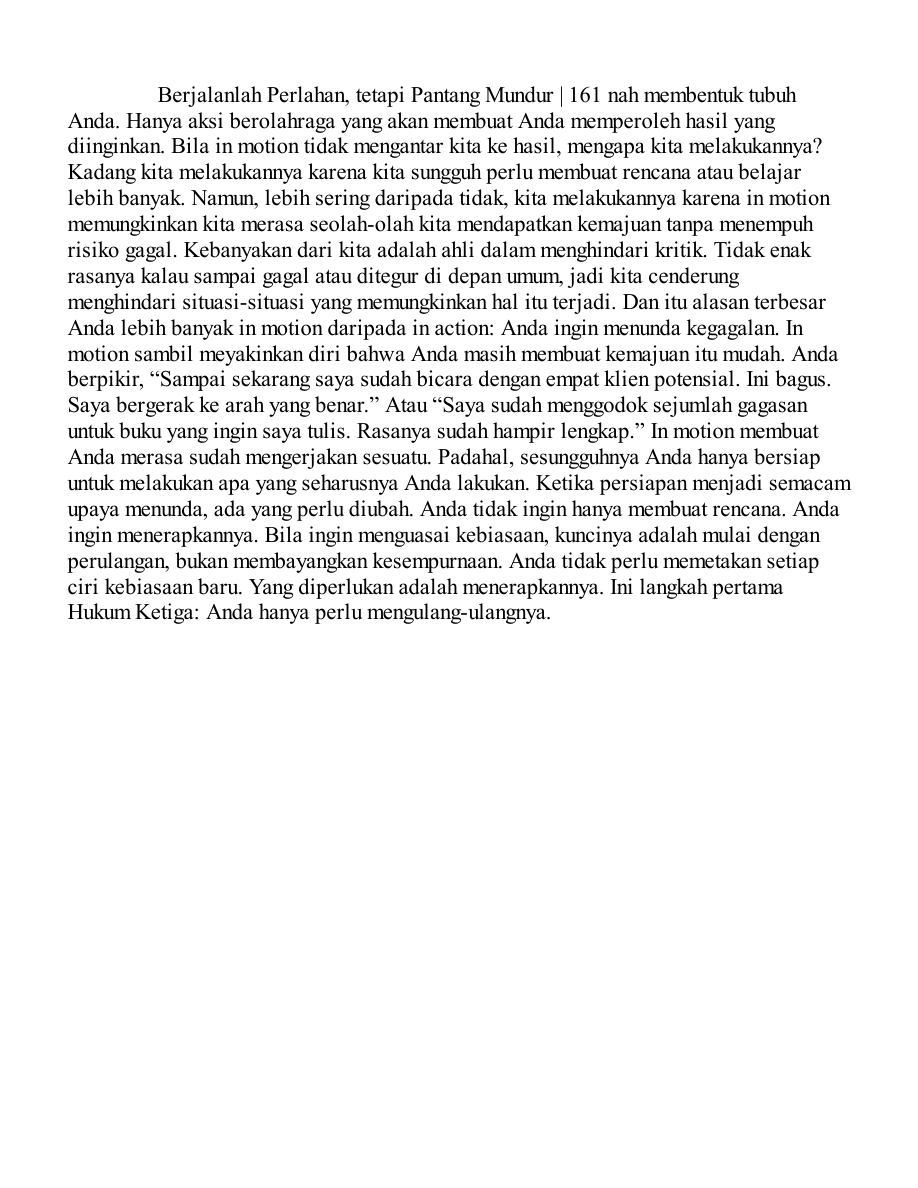 Berjalanlah Perlahan, tetapi Pantang Mundur | 161 nah membentuk tubuh
Anda. Hanya aksi berolahraga yang akan membuat Anda memperoleh hasil yang
diinginkan. Bila in motion tidak mengantar kita ke hasil, mengapa kita melakukannya?
Kadang kita melakukannya karena kita sungguh perlu membuat rencana atau belajar
lebih banyak. Namun, lebih sering daripada tidak, kita melakukannya karena in motion
memungkinkan kita merasa seolah-olah kita mendapatkan kemajuan tanpa menempuh
risiko gagal. Kebanyakan dari kita adalah ahli dalam menghindari kritik. Tidak enak
rasanya kalau sampai gagal atau ditegur di depan umum, jadi kita cenderung
menghindari situasi-situasi yang memungkinkan hal itu terjadi. Dan itu alasan terbesar
Anda lebih banyak in motion daripada in action: Anda ingin menunda kegagalan. In
motion sambil meyakinkan diri bahwa Anda masih membuat kemajuan itu mudah. Anda
berpikir, “Sampai sekarang saya sudah bicara dengan empat klien potensial. Ini bagus.
Saya bergerak ke arah yang benar.” Atau “Saya sudah menggodok sejumlah gagasan
untuk buku yang ingin saya tulis. Rasanya sudah hampir lengkap.” In motion membuat
Anda merasa sudah mengerjakan sesuatu. Padahal, sesungguhnya Anda hanya bersiap
untuk melakukan apa yang seharusnya Anda lakukan. Ketika persiapan menjadi semacam
upaya menunda, ada yang perlu diubah. Anda tidak ingin hanya membuat rencana. Anda
ingin menerapkannya. Bila ingin menguasai kebiasaan, kuncinya adalah mulai dengan
perulangan, bukan membayangkan kesempurnaan. Anda tidak perlu memetakan setiap
ciri kebiasaan baru. Yang diperlukan adalah menerapkannya. Ini langkah pertama
Hukum Ketiga: Anda hanya perlu mengulang-ulangnya.